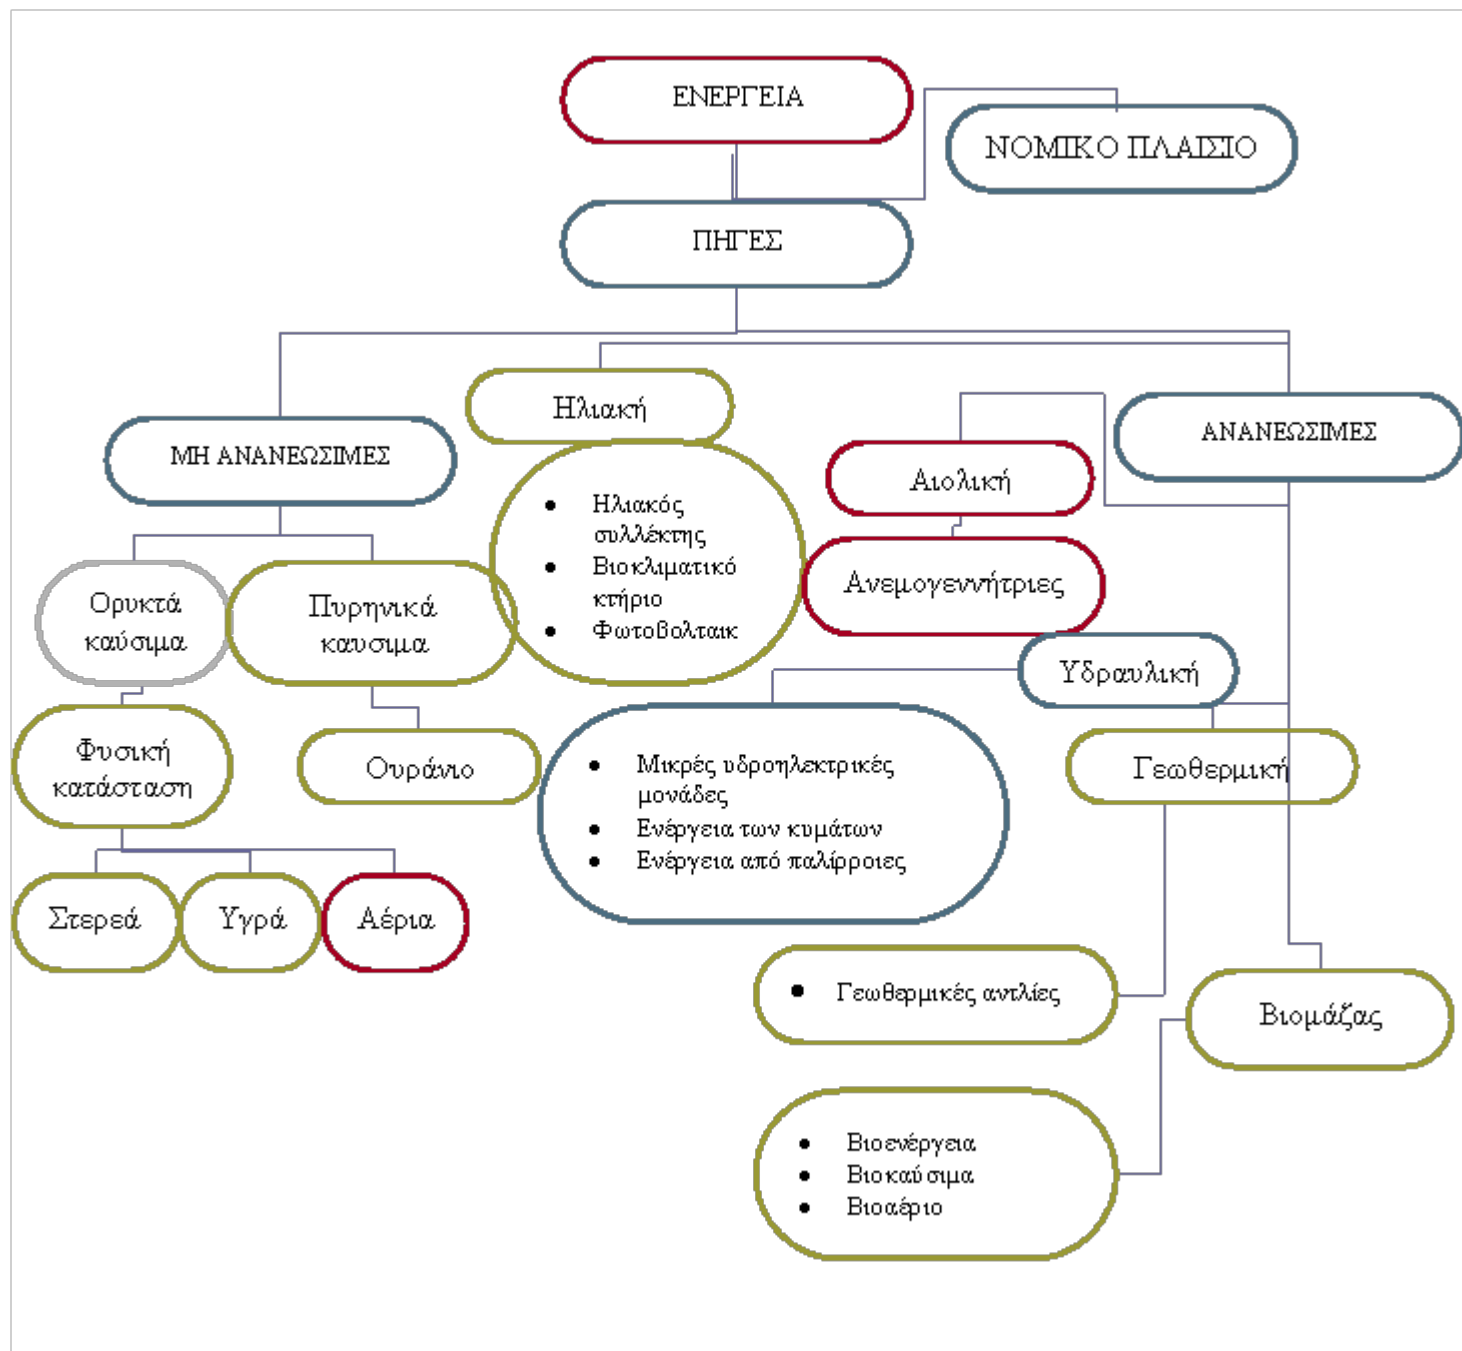 ΕΝΕΡΓΕΙΑ
ΝΟΜΙΚΟ ΠΛΑΙΣΙΟ
ΠΗΓΕΣ
Ηλιακή
ΜΗ ΑΝΑΝΕΩΣΙΜΕΣ
ΑΝΑΝΕΩΣΙΜΕΣ
Αιολική
• Ηλιακός
συλλέκτης
• Βιοκλιματικό
κτήριο
• Φωτοβολταικ
Ανεμογεννήτριες
Ορυκτά
καύσιμα
Πυρηνικά
καυσιμα
Υδραυλική
Φυσική
κατάσταση
Ουράνιο
• Μικρές υδροηλεκτρικές
μονάδες
• Ενέργεια των κυμάτων
• Ενέργεια από παλίρροιες
Γεωθερμική
Στερεά
Υγρά
Αέρια
• Γεωθερμικές αντλίες
Βιομάζας
• Βιοενέργεια
• Βιοκαύσιμα
• Βιοαέριο